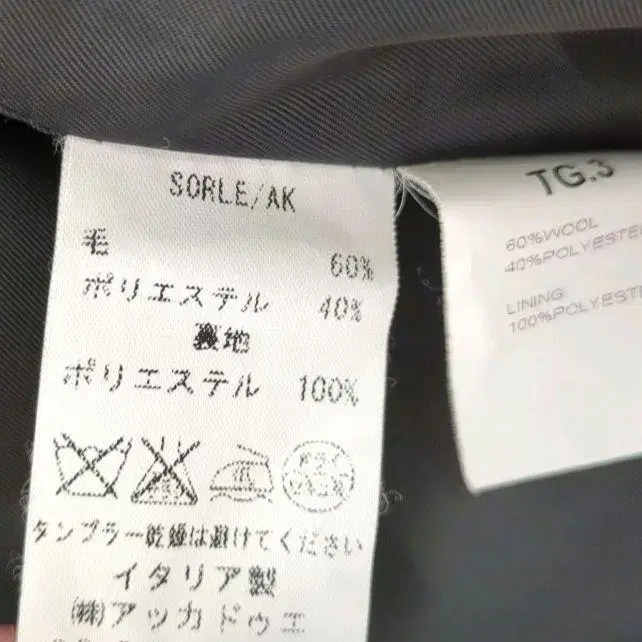 SORLE/AK
毛 60%
ポリエステル 40%
裏地
ポリエステル 100%
タンブラー乾燥は避けてください
イタリア製
㈱アッカドゥエ
TG.3
60%WOOL
40%POLYESTER
LINING:
100%POLYESTE